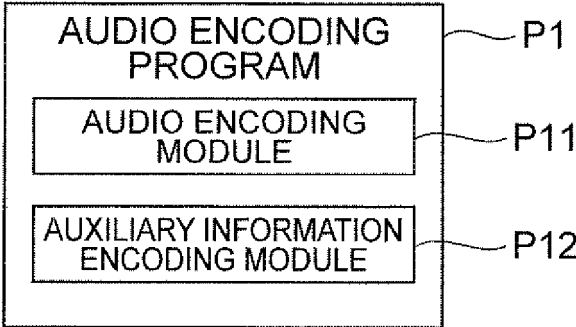 AUDIO ENCODING
PROGRAM
P1
AUDIO ENCODING
MODULE
P11
AUXILIARY INFORMATION
ENCODING MODULE
P12